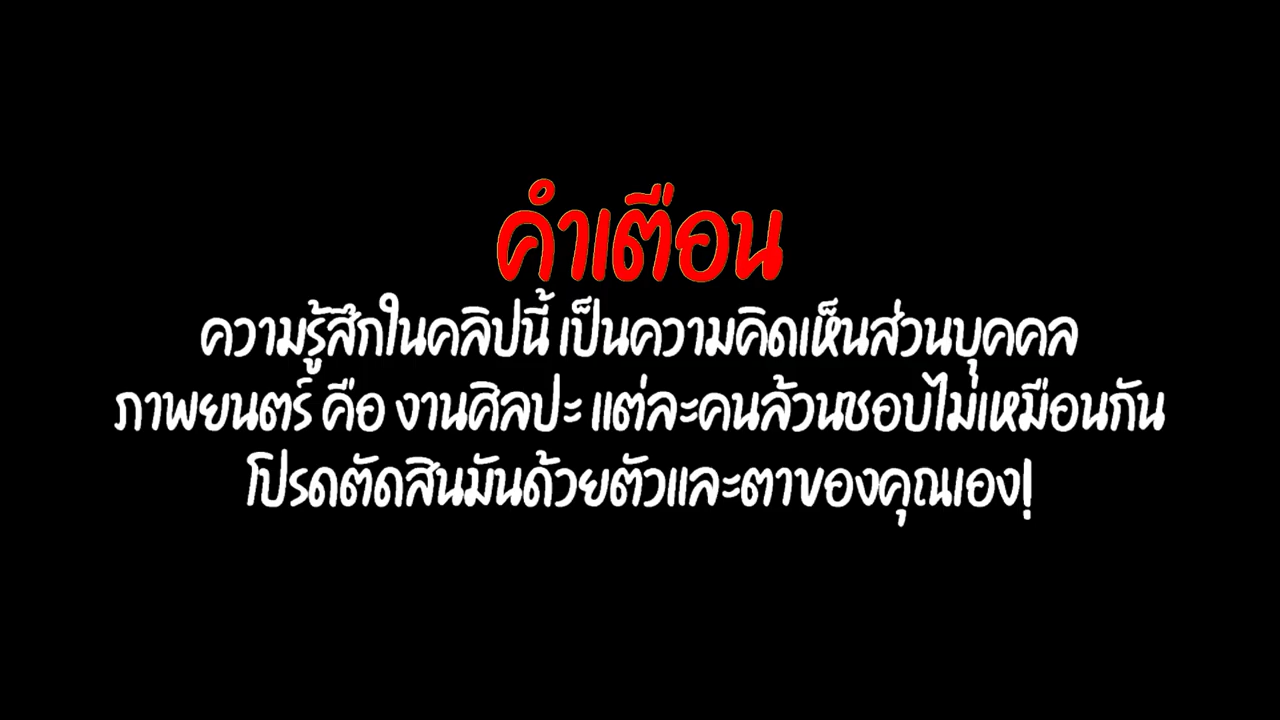 คำเตือน
ความรู้สึกในคลิปนี้ เป็นความคิดเห็นส่วนบุคคล
ภาพยนตร์ คือ งานศิลปะ แต่ละคนล้วนชอบไม่เหมือนกัน
โปรดตัดสินมันด้วยตัวและตาของคุณเอง!